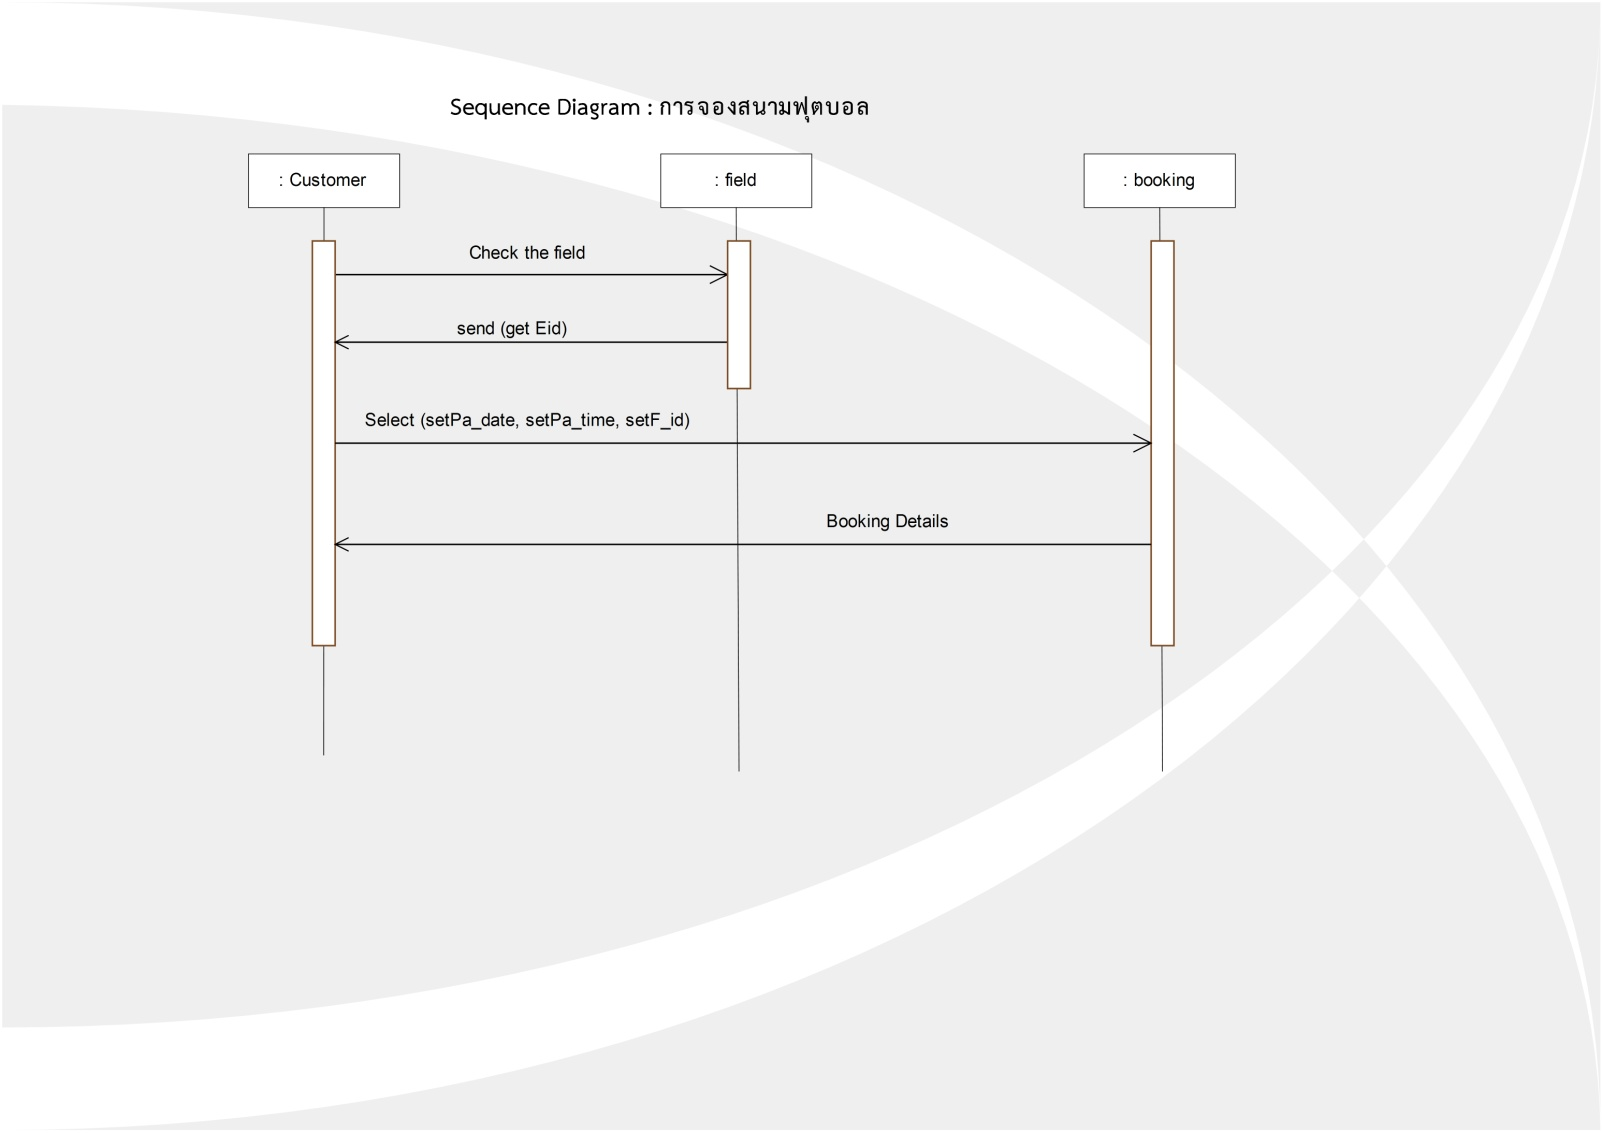 Sequence Diagram : การจองสนามฟุตบอล
: Customer
: field
: booking
Check the field
send (get Eid)
Select (setPa_date, setPa_time, setF_id)
Booking Details